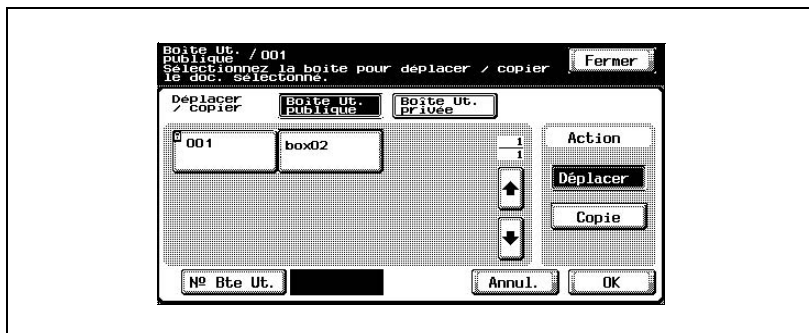 Boîte Ut.
publique / 001
Sélectionnez la boîte pour déplacer / copier
le doc. sélectonné.
Fermer
Déplacer
/ copier
Boîte Ut.
publique
Boîte Ut.
privée
001
box02
1
1
Action
Déplacer
Copie
Nº Bte Ut.
Annul.
OK